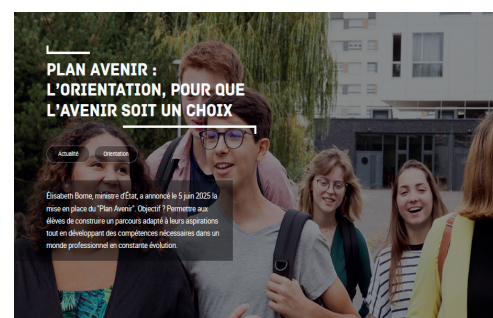 PLAN AVENIR :
L'ORIENTATION, POUR QUE
L'AVENIR SOIT UN CHOIX
Actualité Orientation
Élisabeth Borne, ministre d'État, a annoncé le 5 juin 2025 la
mise en place du "Plan Avenir". Objectif ? Permettre aux
élèves de construire un parcours adapté à leurs aspirations
tout en développant des compétences nécessaires dans un
monde professionnel en constante évolution.